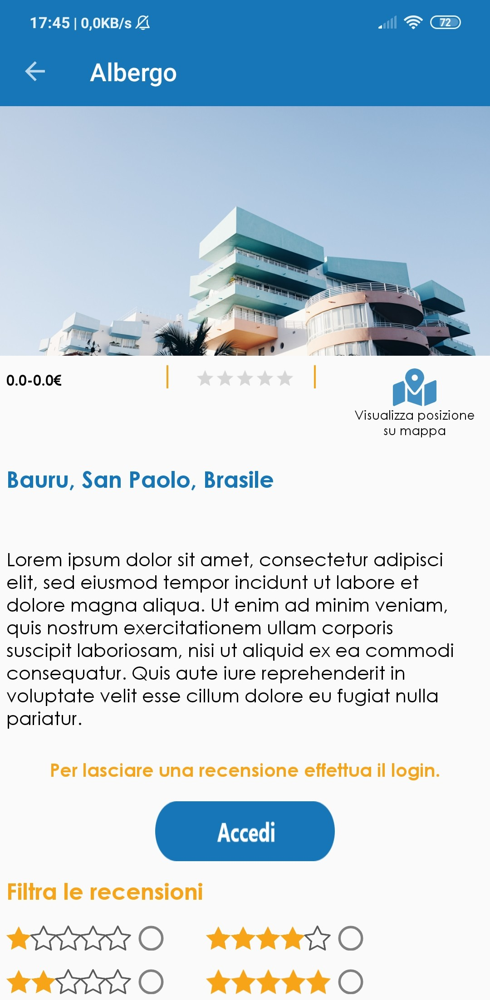 17:45 | 0,0KB/s
72
Albergo
0.0-0.0€
Visualizza posizione
su mappa
Bauru, San Paolo, Brasile
Lorem ipsum dolor sit amet, consectetur adipisci
elit, sed eiusmod tempor incidunt ut labore et
dolore magna aliqua. Ut enim ad minim veniam,
quis nostrum exercitationem ullam corporis
suscipit laboriosam, nisi ut aliquid ex ea commodi
consequatur. Quis aute iure reprehenderit in
voluptate velit esse cillum dolore eu fugiat nulla
pariatur.
Per lasciare una recensione effettua il login.
Accedi
Filtra le recensioni